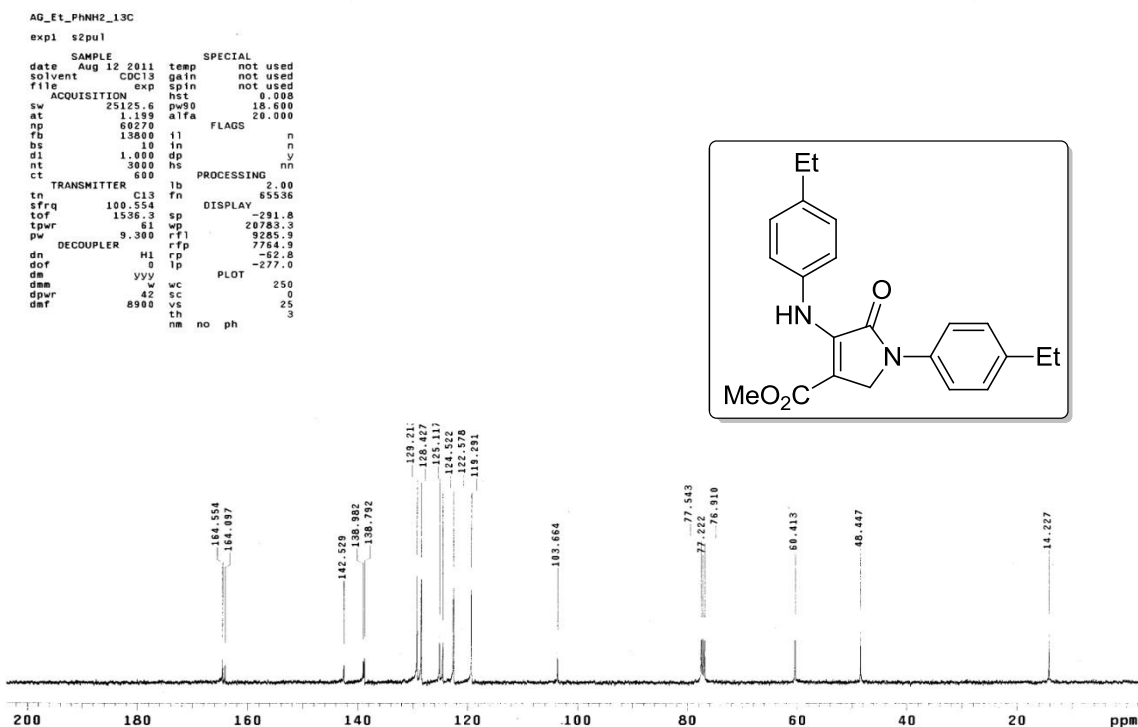 AG_Et_PhNH2_13C
exp1 s2pul
SAMPLE SPECIAL
date Aug 12 2011 temp not used
solvent CDC13 gain not used
file exp spin not used
ACQUISITION hst 0.008
sw 25125.6 pw90 18.600
at 1.199 alfa 20.000
np 60270 FLAGS
fb 13800 il n
bs 10 in n
d1 1.000 dp y
nt 3000 hs nn
ct 600 PROCESSING
TRANSMITTER lb 2.00
tn C13 fn 65536
sfrq 100.554 DISPLAY
tof 1536.3 sp -291.8
tpwr 61 wp 20783.3
pw 9.300 rfl 9285.9
DECOUPLER rfp 7764.9
dn H1 rp -62.8
dof 0 lp -277.0
dm yyy PLOT
dmm w wc 250
dpwr 42 sc 0
dmf 8900 vs 25
th 3
nm no ph
Et
O
HN
N
Et
MeO2C
164.554
164.097
142.529
138.982
138.792
129.21
128.427
125.117
124.522
122.578
119.291
103.664
77.543
77.222
76.910
60.413
48.447
14.227
200 180 160 140 120 100 80 60 40 20 ppm